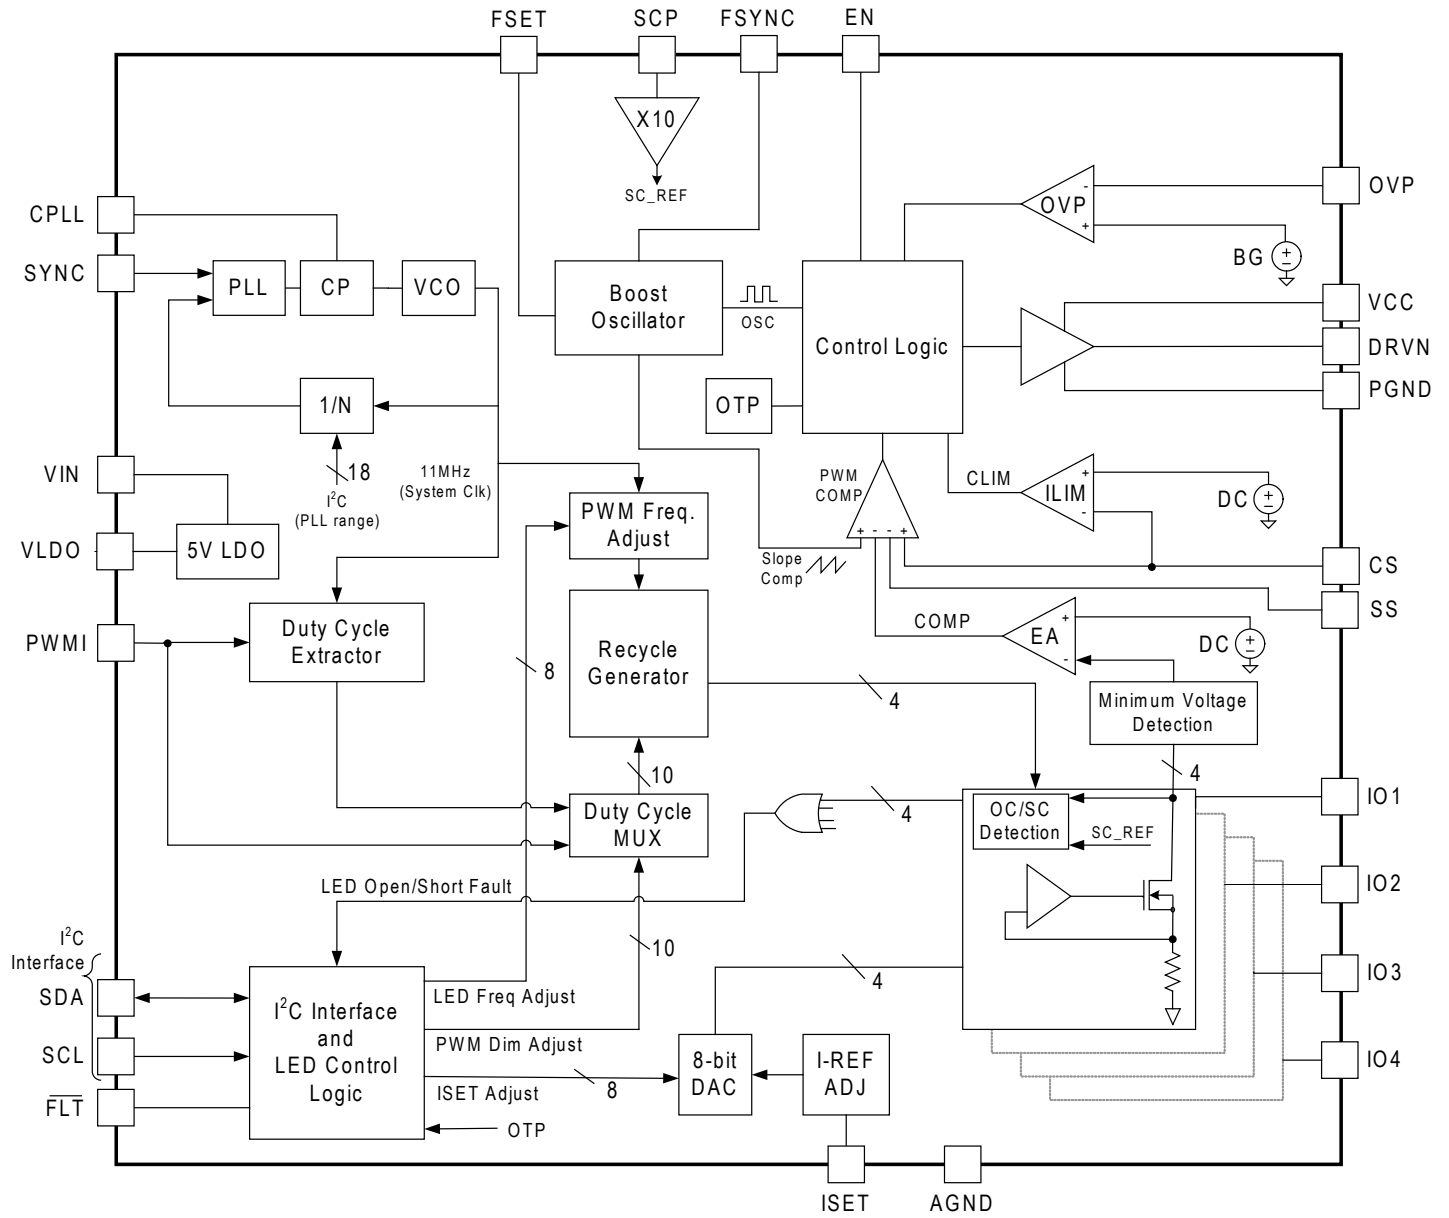 FSET
SCP
FSYNC
EN
X10
SC_REF
OVP
OVP
-
+
BG
CPLL
SYNC
PLL
CP
VCO
Boost
Oscillator
OSC
Control Logic
VCC
DRVN
PGND
OTP
1/N
18
I²C
(PLL range)
11MHz
(System Clk)
VIN
VLDO
5V LDO
PWM Freq.
Adjust
PWM
COMP
+ - - +
CLIM
ILIM
+
-
DC
Slope
Comp
CS
SS
PWMI
Duty Cycle
Extractor
Recycle
Generator
8
4
COMP
EA
+
-
DC
Minimum Voltage
Detection
4
10
Duty Cycle
MUX
4
OC/SC
Detection
SC_REF
IO1
IO2
IO3
IO4
LED Open/Short Fault
10
4
I²C
Interface
SDA
SCL
FLT
I²C Interface
and
LED Control
Logic
LED Freq Adjust
PWM Dim Adjust
ISET Adjust
8
OTP
8-bit
DAC
I-REF
ADJ
ISET
AGND